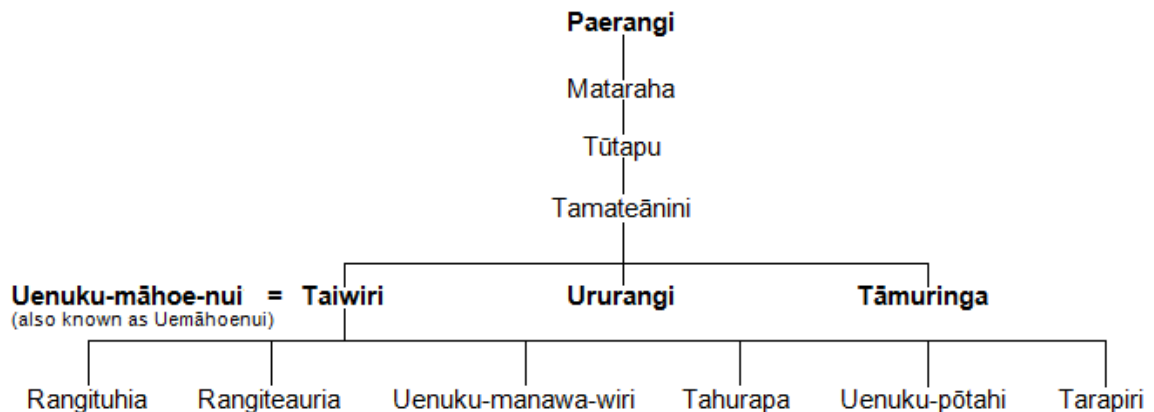 Paerangi
Mataraha
Tūtapu
Tamateānini
Uenuku-māhoe-nui = Taiwiri Ururangi Tāmuringa
(also known as Uemāhoenui)
Rangituhia Rangiteauria Uenuku-manawa-wiri Tahurapa Uenuku-pōtahi Tarapiri